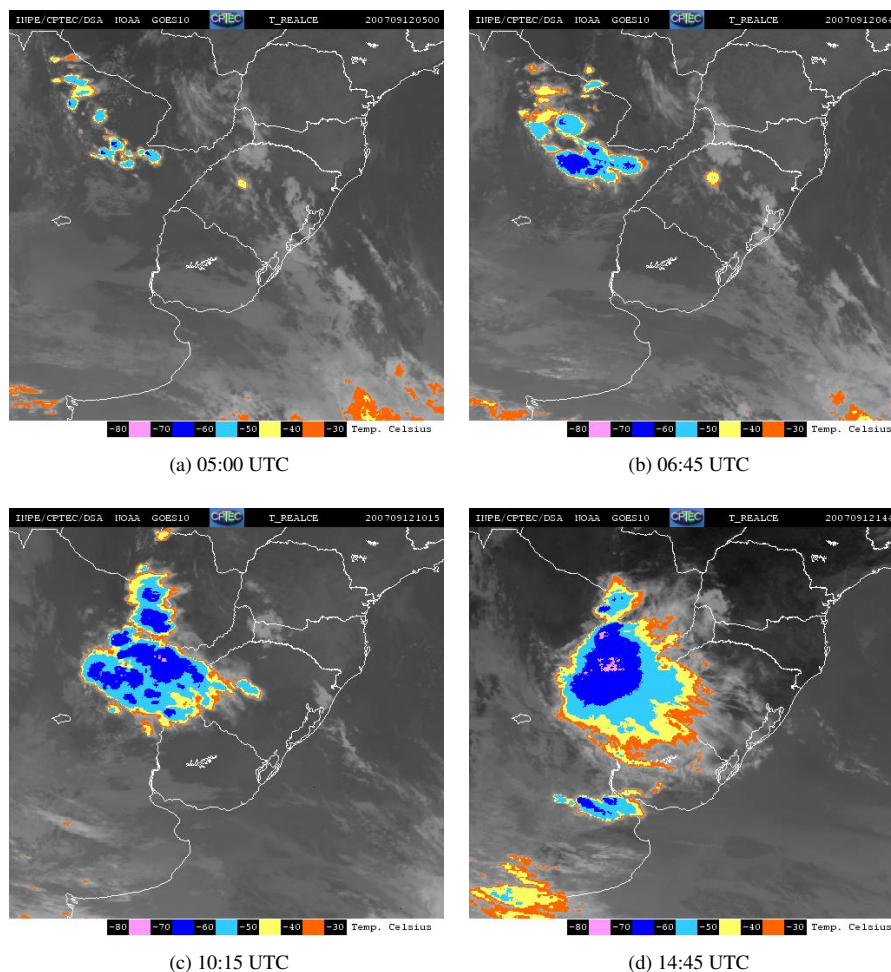 INPE/CPTEC/DSA NOAA GOES10 CPTEC T_REALCE 200709120500
-80 -70 -60 -50 -40 -30 Temp. Celsius
(a) 05:00 UTC
INPE/CPTEC/DSA NOAA GOES10 CPTEC T_REALCE 20070912064
-80 -70 -60 -50 -40 -30 Temp. Celsius
(b) 06:45 UTC
INPE/CPTEC/DSA NOAA GOES10 CPTEC T_REALCE 200709121015
-80 -70 -60 -50 -40 -30 Temp. Celsius
(c) 10:15 UTC
INPE/CPTEC/DSA NOAA GOES10 CPTEC T_REALCE 20070912144
-80 -70 -60 -50 -40 -30 Temp. Celsius
(d) 14:45 UTC